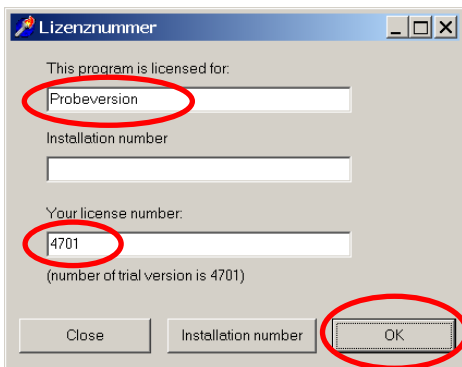 Lizenznummer
This program is licensed for:
Probeversion
Installation number
Your license number:
4701
(number of trial version is 4701)
Close Installation number OK